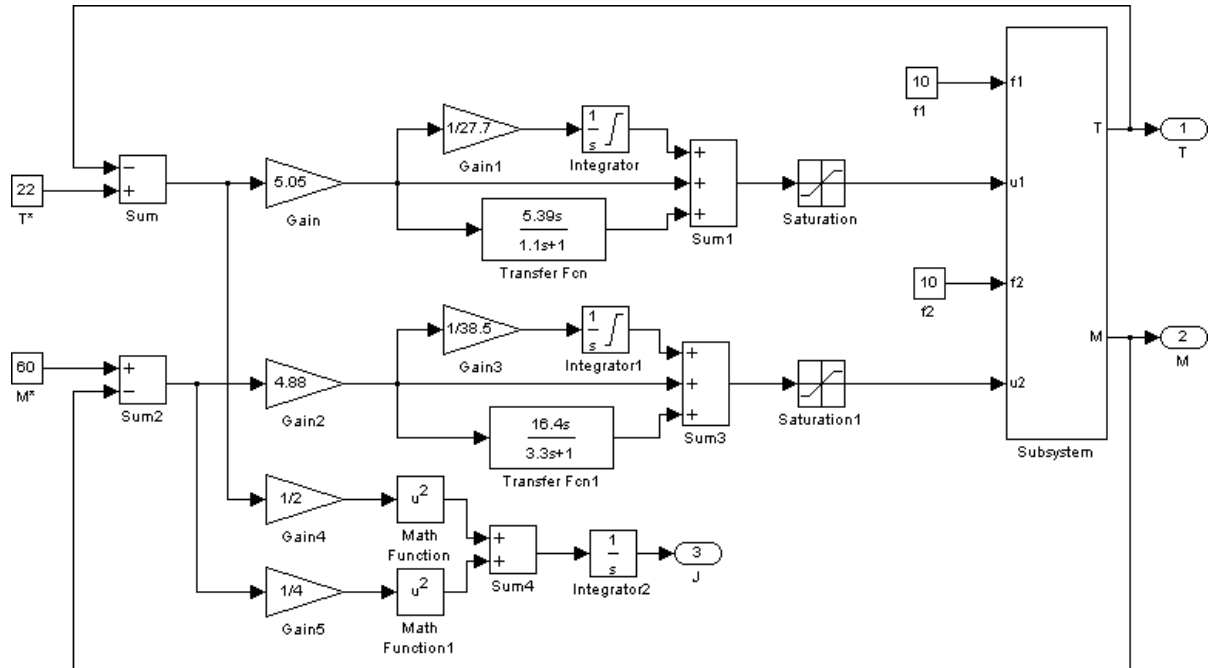 10
f1
f1
1/27.7
Gain1
1
s
Integrator
T
1
T
22
T*
−
+
Sum
5.05
Gain
+
+
+
Sum1
Saturation
u1
5.39s
1.1s+1
Transfer Fcn
10
f2
f2
1/38.5
Gain3
1
s
Integrator1
M
2
M
60
M*
+
−
Sum2
4.88
Gain2
+
+
+
Sum3
Saturation1
u2
16.4s
3.3s+1
Transfer Fcn1
Subsystem
1/2
Gain4
u2
Math
Function
+
+
Sum4
1
s
Integrator2
3
J
1/4
Gain5
u2
Math
Function1